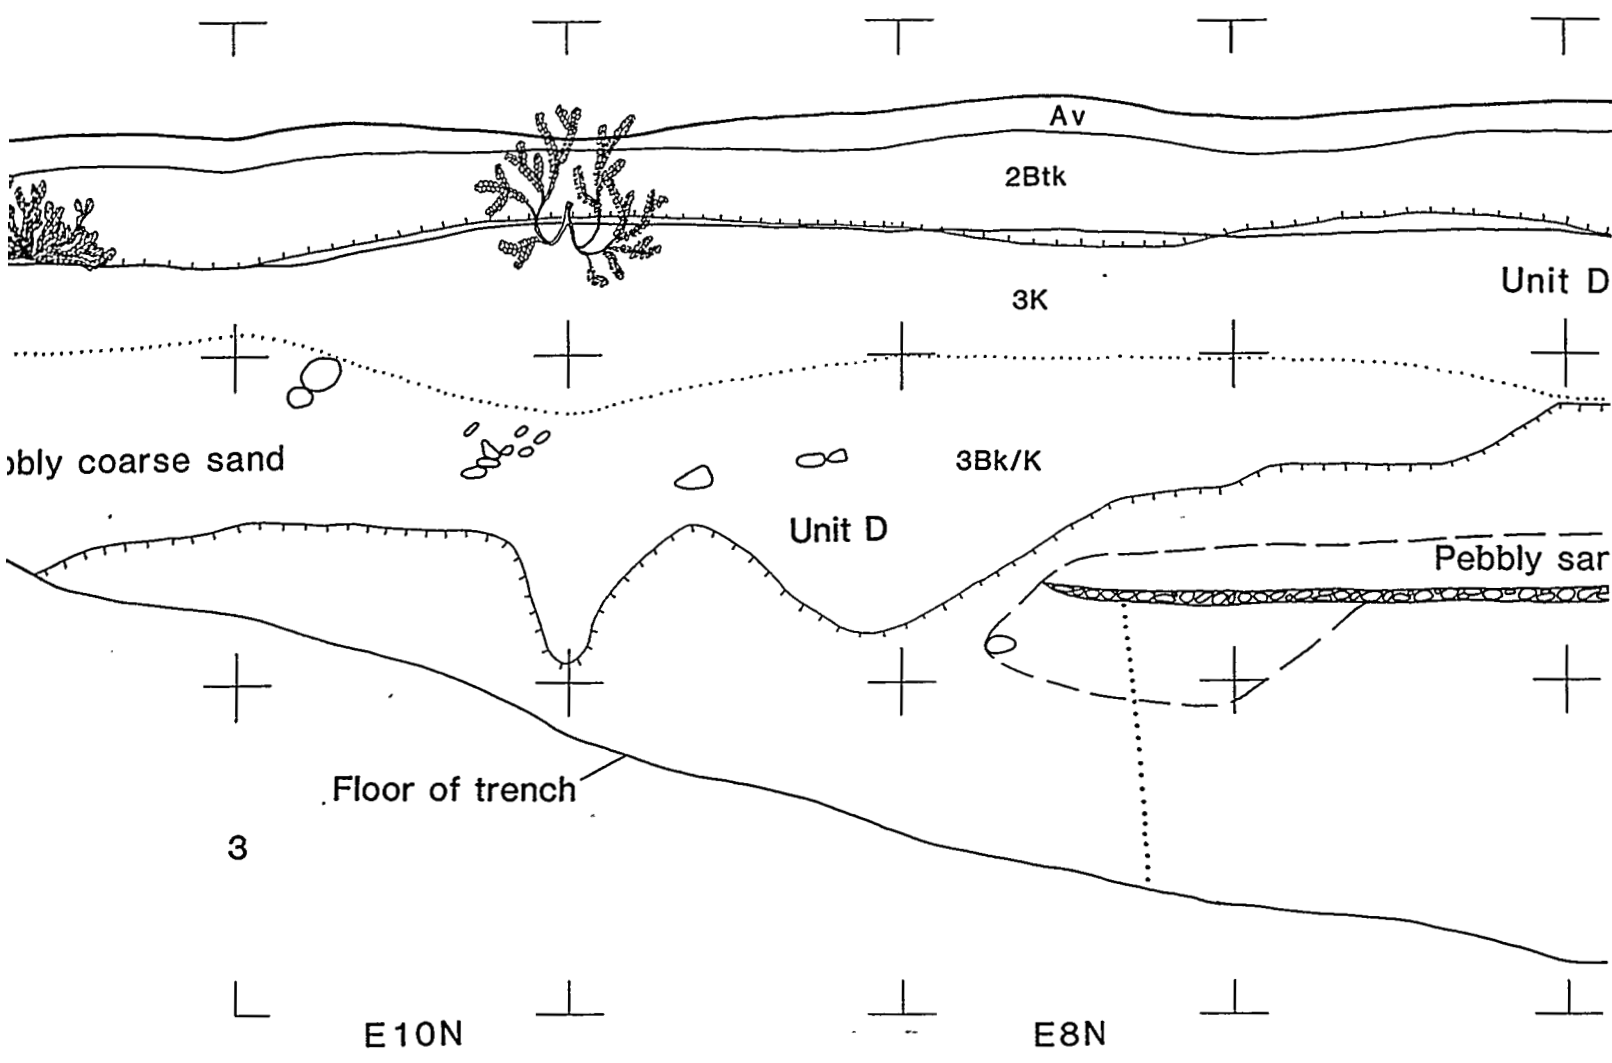 Av
2Btk
Unit D
3K
bbly coarse sand
3Bk/K
Unit D
Pebbly sar
Floor of trench
3
E10N
E8N